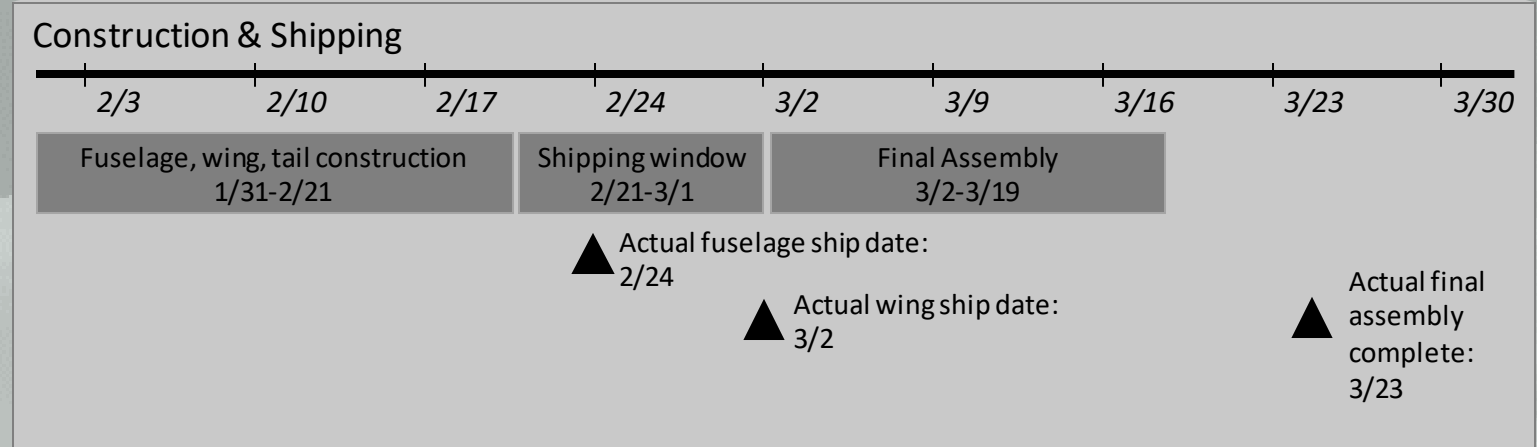 Construction & Shipping
2/3 2/10 2/17 2/24 3/2 3/9 3/16 3/23 3/30
Fuselage, wing, tail construction
1/31-2/21
Shipping window
2/21-3/1
Final Assembly
3/2-3/19
Actual fuselage ship date:
2/24
Actual wing ship date:
3/2
Actual final
assembly
complete:
3/23